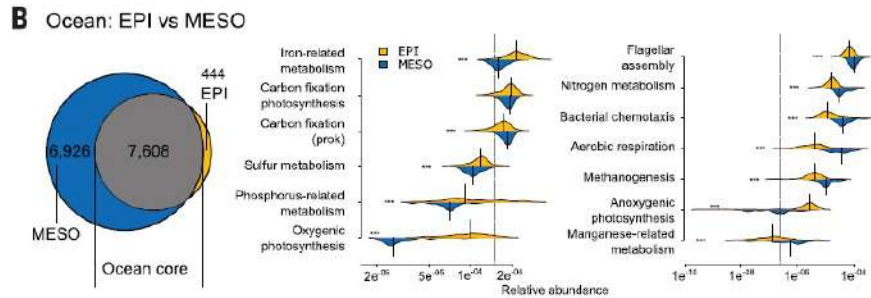 B Ocean: EPI vs MESO
444
EPI
6,926
7,608
MESO
Ocean core
EPI
MESO
Iron-related
metabolism
***
Carbon fixation
photosynthesis
Carbon fixation
(prok)
***
Sulfur metabolism
***
Phosphorus-related
metabolism
***
Oxygenic
photosynthesis
***
2e-05
5e-05
1e-04
2e-04
Flagellar
assembly
***
Nitrogen metabolism
***
Bacterial chemotaxis
***
Aerobic respiration
***
Methanogenesis
***
Anoxygenic
photosynthesis
***
Manganese-related
metabolism
***
1e-10
1e-08
1e-06
1e-04
Relative abundance